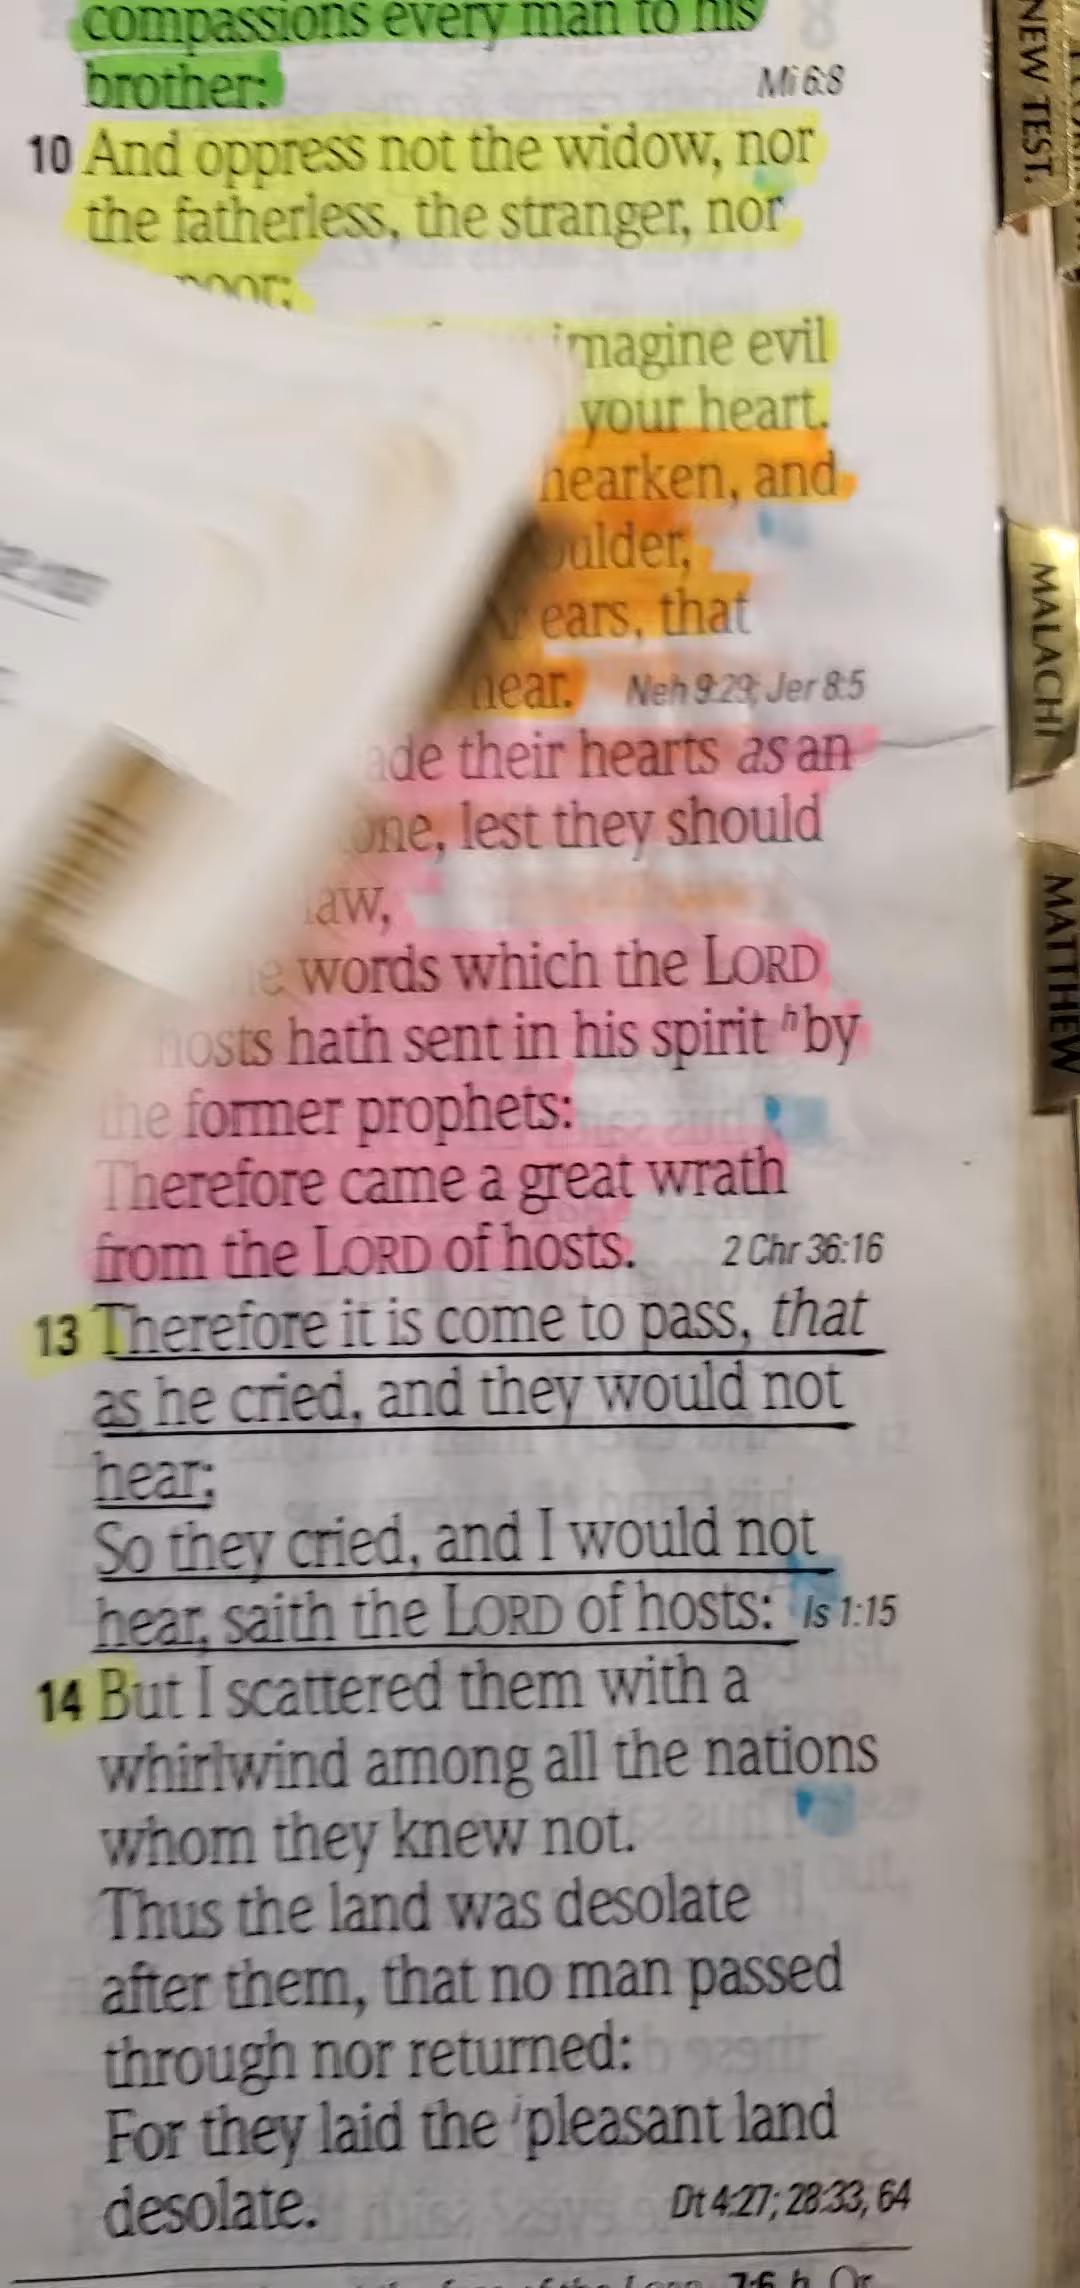 compassions every man to his
brother:
Mi 6:8
10 And oppress not the widow, nor
the fatherless, the stranger, nor
poor;
imagine evil
your heart.
hearken, and
ears, that
hear. Neh 9:29; Jer 8:5
their hearts as an
lest they should
words which the LORD
hosts hath sent in his spirit h by
the former prophets:
Therefore came a great wrath
from the LORD of hosts. 2 Chr 36:16
13 Therefore it is come to pass, that
as he cried, and they would not
hear;
So they cried, and I would not
hear, saith the LORD of hosts: Is 1:15
14 But I scattered them with a
whirlwind among all the nations
whom they knew not.
Thus the land was desolate
after them, that no man passed
through nor returned:
For they laid the i pleasant land
desolate. Dt 4:27; 28:33, 64
NEW TEST.
MALACHI
MATTHEW